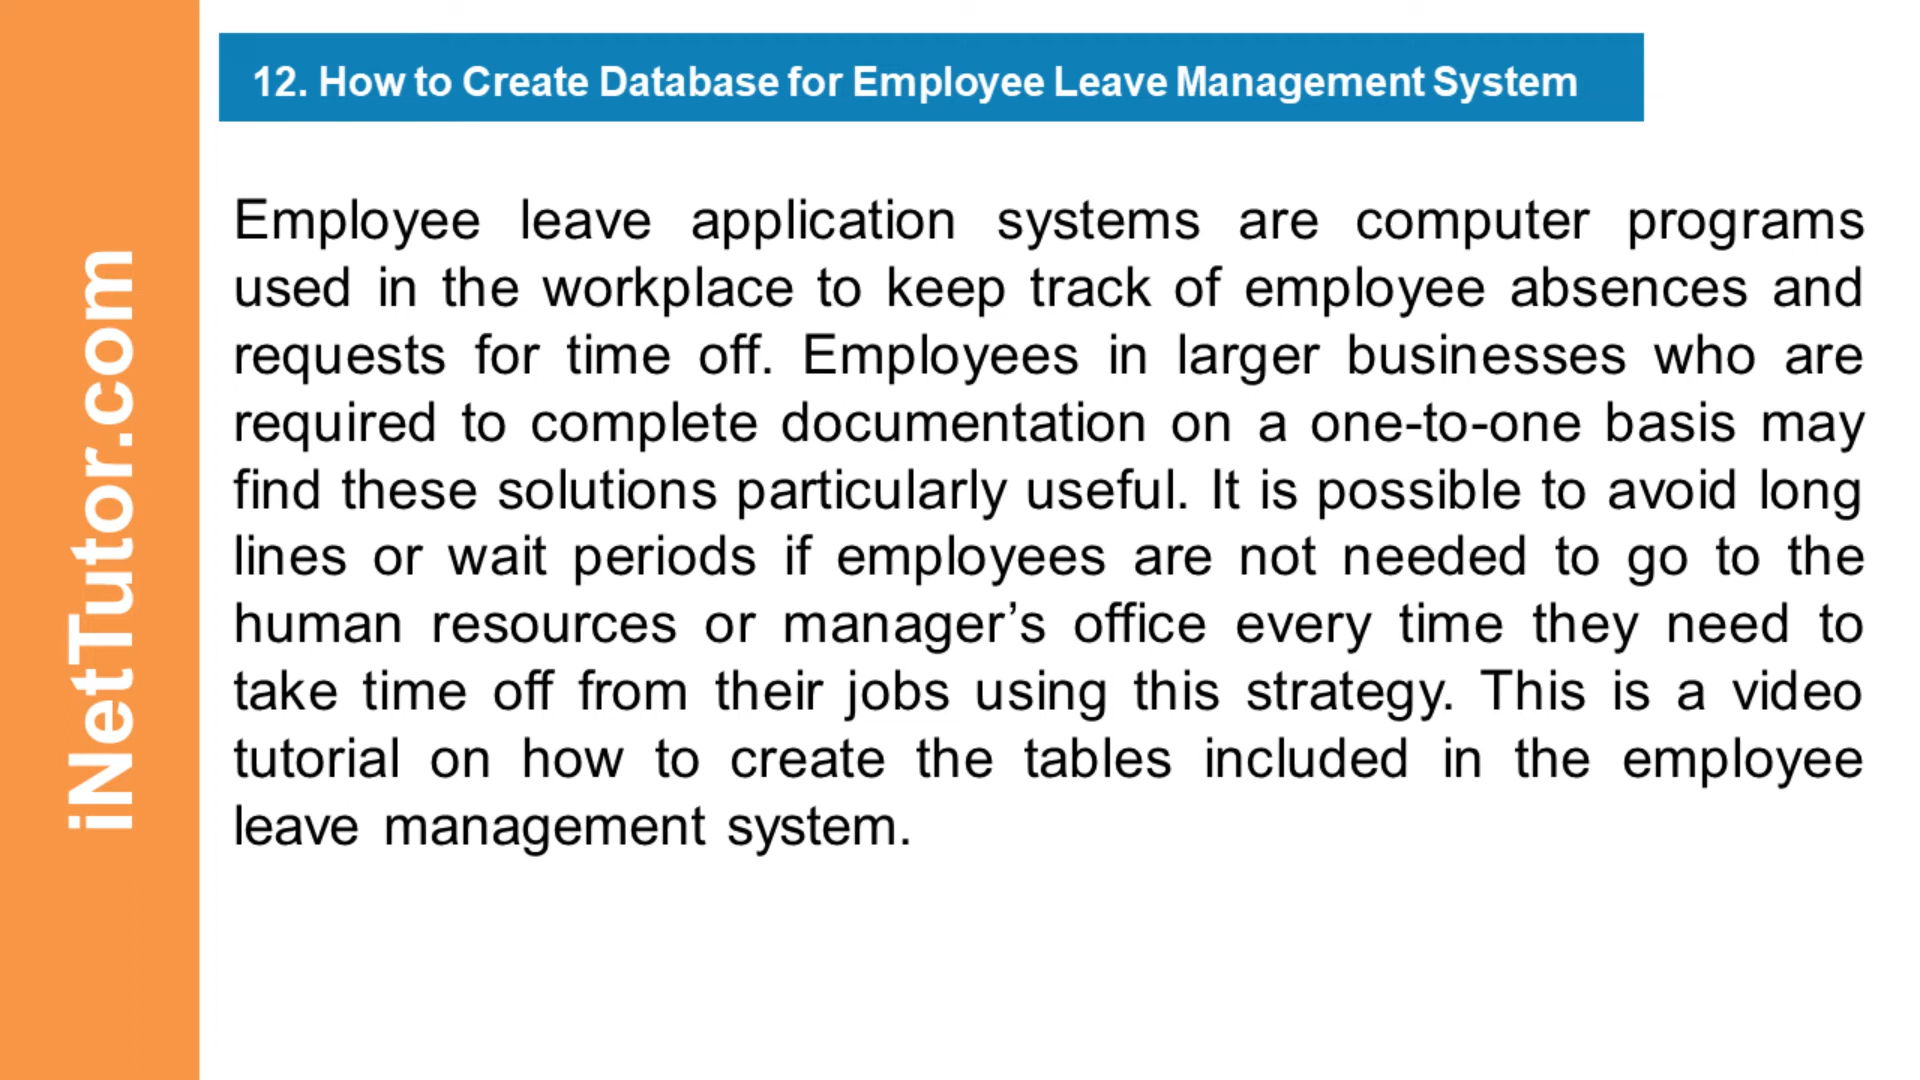 iNetTutor.com
12. How to Create Database for Employee Leave Management System
Employee leave application systems are computer programs
used in the workplace to keep track of employee absences and
requests for time off. Employees in larger businesses who are
required to complete documentation on a one-to-one basis may
find these solutions particularly useful. It is possible to avoid long
lines or wait periods if employees are not needed to go to the
human resources or manager’s office every time they need to
take time off from their jobs using this strategy. This is a video
tutorial on how to create the tables included in the employee
leave management system.